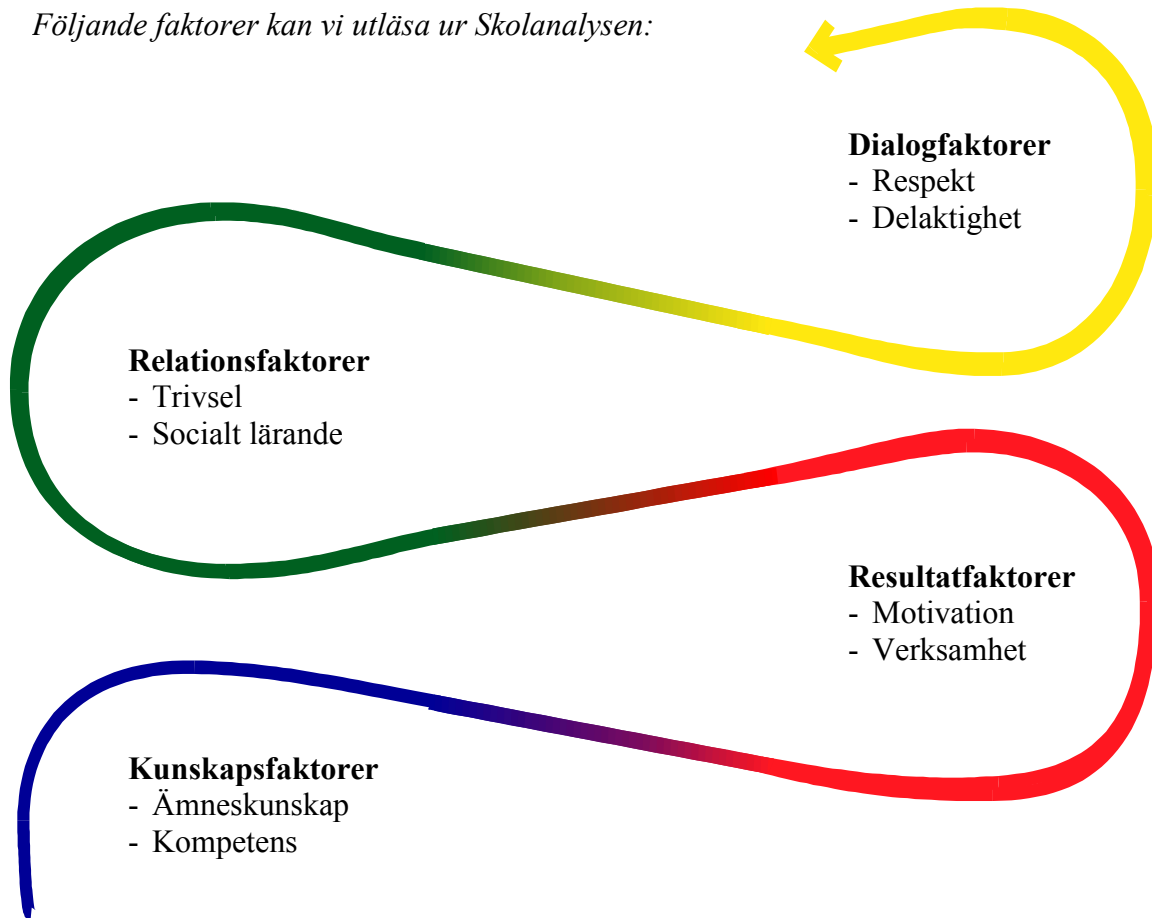 Följande faktorer kan vi utläsa ur Skolanalysen:
Dialogfaktorer
- Respekt
- Delaktighet
Relationsfaktorer
- Trivsel
- Socialt lärande
Resultatfaktorer
- Motivation
- Verksamhet
Kunskapsfaktorer
- Ämneskunskap
- Kompetens